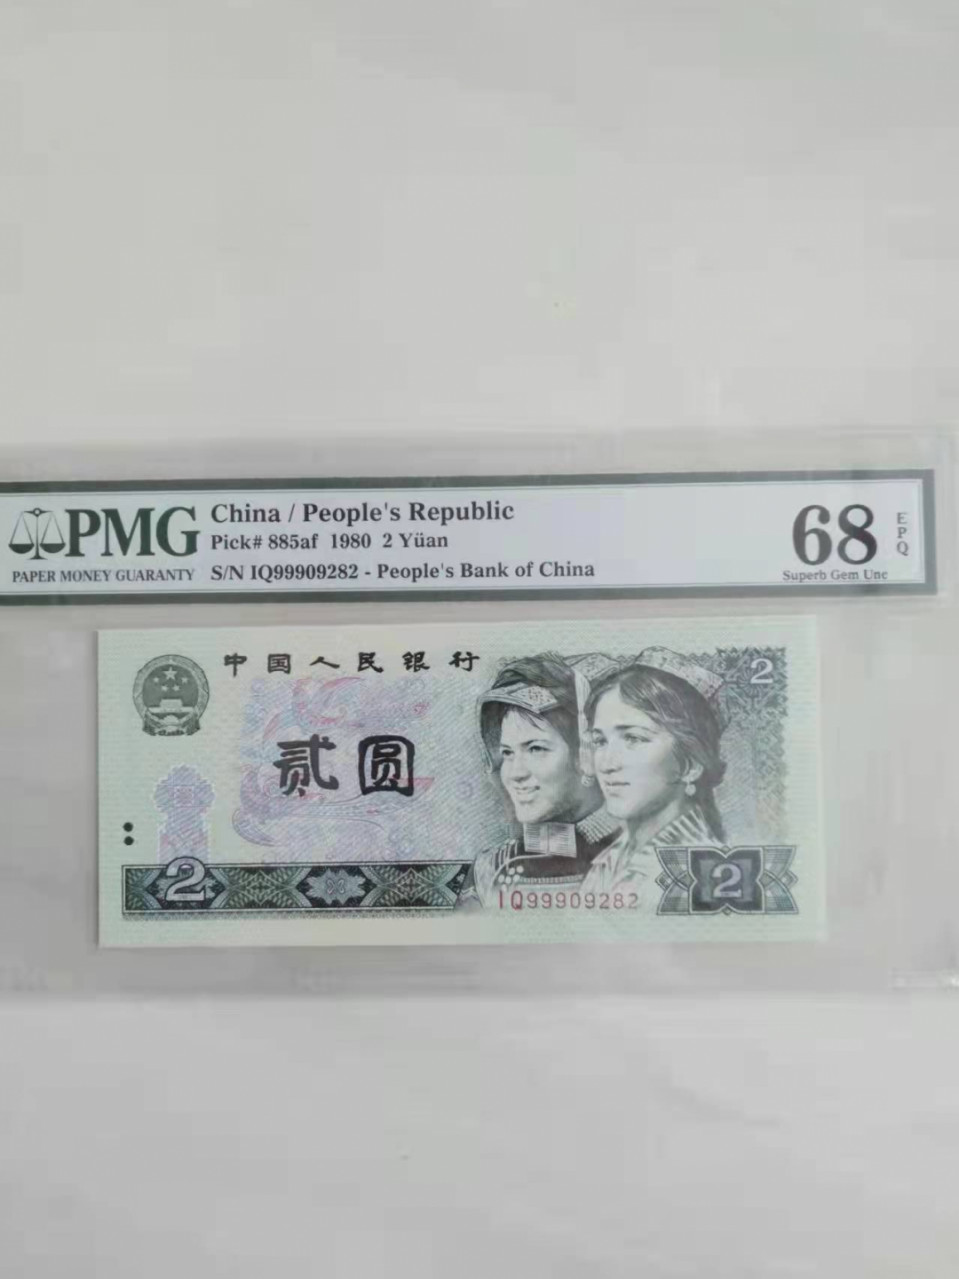 PMG
PAPER MONEY GUARANTY
China / People's Republic
Pick# 885af 1980 2 Yüan
S/N IQ99909282 - People's Bank of China
68
EPQ
Superb Gem Unc
中国人民银行
2
贰圆
2
2
IQ99909282